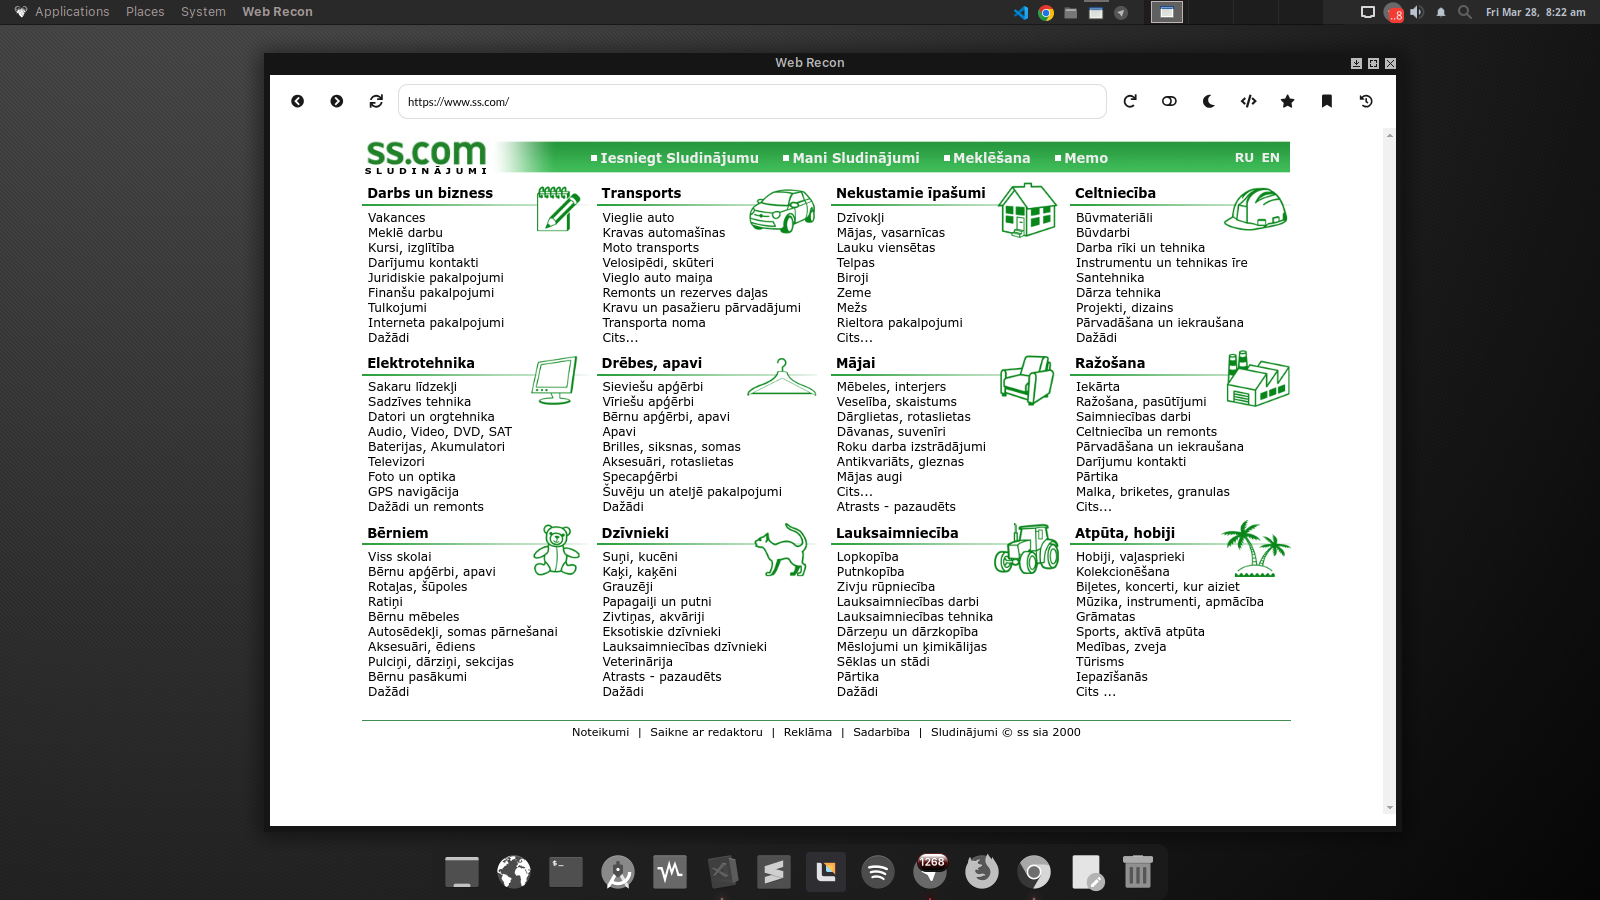 Applications Places System Web Recon
Fri Mar 28, 8:22 am
Web Recon
https://www.ss.com/
ss.com
SLUDINĀJUMI
Iesniegt Sludinājumu
Mani Sludinājumi
Meklēšana
Memo
RU EN
Darbs un bizness
Vakances
Meklē darbu
Kursi, izglītība
Darījumu kontakti
Juridiskie pakalpojumi
Finanšu pakalpojumi
Tulkojumi
Interneta pakalpojumi
Dažādi
Transports
Vieglie auto
Kravas automašīnas
Moto transports
Velosipēdi, skūteri
Vieglo auto maiņa
Remonts un rezerves daļas
Kravu un pasažieru pārvadājumi
Transporta noma
Cits...
Nekustamie īpašumi
Dzīvokļi
Mājas, vasarnīcas
Lauku viensētas
Telpas
Biroji
Zeme
Mežs
Rieltora pakalpojumi
Cits...
Celtniecība
Būvmateriāli
Būvdarbi
Darba rīki un tehnika
Instrumentu un tehnikas īre
Santehnika
Dārza tehnika
Projekti, dizains
Pārvadāšana un iekraušana
Dažādi
Elektrotehnika
Sakaru līdzekļi
Sadzīves tehnika
Datori un orgtehnika
Audio, Video, DVD, SAT
Baterijas, Akumulatori
Televizori
Foto un optika
GPS navigācija
Dažādi un remonts
Drēbes, apavi
Sieviešu apģērbi
Vīriešu apģērbi
Bērnu apģērbi, apavi
Apavi
Brilles, siksnas, somas
Aksesuāri, rotaslietas
Specapģērbi
Šuvēju un ateljē pakalpojumi
Dažādi
Mājai
Mēbeles, interjers
Veselība, skaistums
Dārglietas, rotaslietas
Dāvanas, suvenīri
Roku darba izstrādājumi
Antikvariāts, gleznas
Mājas augi
Cits...
Atrasts - pazaudēts
Ražošana
Iekārta
Ražošana, pasūtījumi
Saimniecības darbi
Celtniecība un remonts
Pārvadāšana un iekraušana
Darījumu kontakti
Pārtika
Malka, briketes, granulas
Cits...
Bērniem
Viss skolai
Bērnu apģērbi, apavi
Rotaļas, šūpoles
Ratiņi
Bērnu mēbeles
Autosēdekļi, somas pārnešanai
Aksesuāri, ēdiens
Pulciņi, dārziņi, sekcijas
Bērnu pasākumi
Dažādi
Dzīvnieki
Suņi, kucēni
Kaķi, kaķēni
Grauzēji
Papagaiļi un putni
Zivtiņas, akvāriji
Eksotiskie dzīvnieki
Lauksaimniecības dzīvnieki
Veterinārija
Atrasts - pazaudēts
Dažādi
Lauksaimniecība
Lopkopība
Putnkopība
Zivju rūpniecība
Lauksaimniecības darbi
Lauksaimniecības tehnika
Dārzeņu un dārzkopība
Mēslojumi un ķimikālijas
Sēklas un stādi
Pārtika
Dažādi
Atpūta, hobiji
Hobiji, vaļasprieki
Kolekcionēšana
Biļetes, koncerti, kur aiziet
Mūzika, instrumenti, apmācība
Grāmatas
Sports, aktīvā atpūta
Medības, zveja
Tūrisms
Iepazīšanās
Cits ...
Noteikumi | Saikne ar redaktoru | Reklāma | Sadarbība | Sludinājumi © ss sia 2000
1268